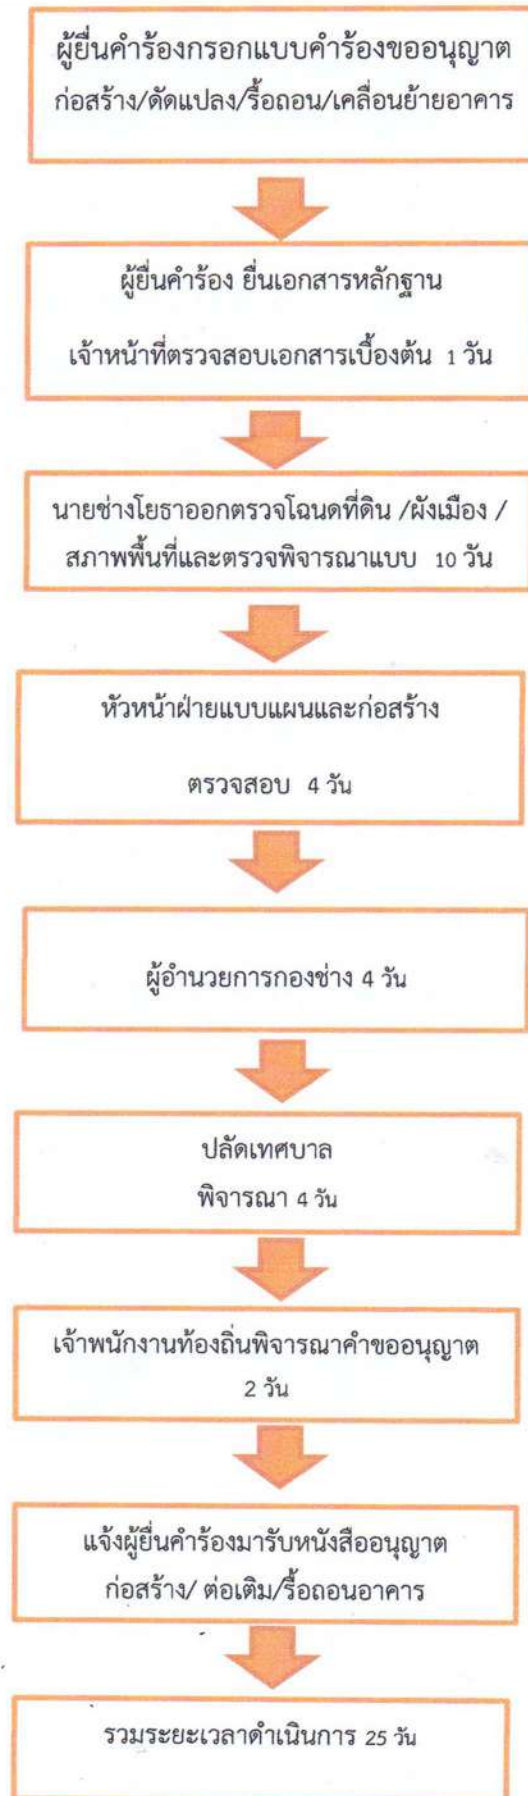 ผู้ยื่นคำร้องกรอกแบบคำร้องขออนุญาต
ก่อสร้าง/ดัดแปลง/รื้อถอน/เคลื่อนย้ายอาคาร
ผู้ยื่นคำร้อง ยื่นเอกสารหลักฐาน
เจ้าหน้าที่ตรวจสอบเอกสารเบื้องต้น 1 วัน
นายช่างโยธาออกตรวจโฉนดที่ดิน /ผังเมือง /
สภาพพื้นที่และตรวจพิจารณาแบบ 10 วัน
หัวหน้าฝ่ายแบบแผนและก่อสร้าง
ตรวจสอบ 4 วัน
ผู้อำนวยการกองช่าง 4 วัน
ปลัดเทศบาล
พิจารณา 4 วัน
เจ้าพนักงานท้องถิ่นพิจารณาคำขออนุญาต
2 วัน
แจ้งผู้ยื่นคำร้องมารับหนังสืออนุญาต
ก่อสร้าง/ ต่อเติม/รื้อถอนอาคาร
รวมระยะเวลาดำเนินการ 25 วัน